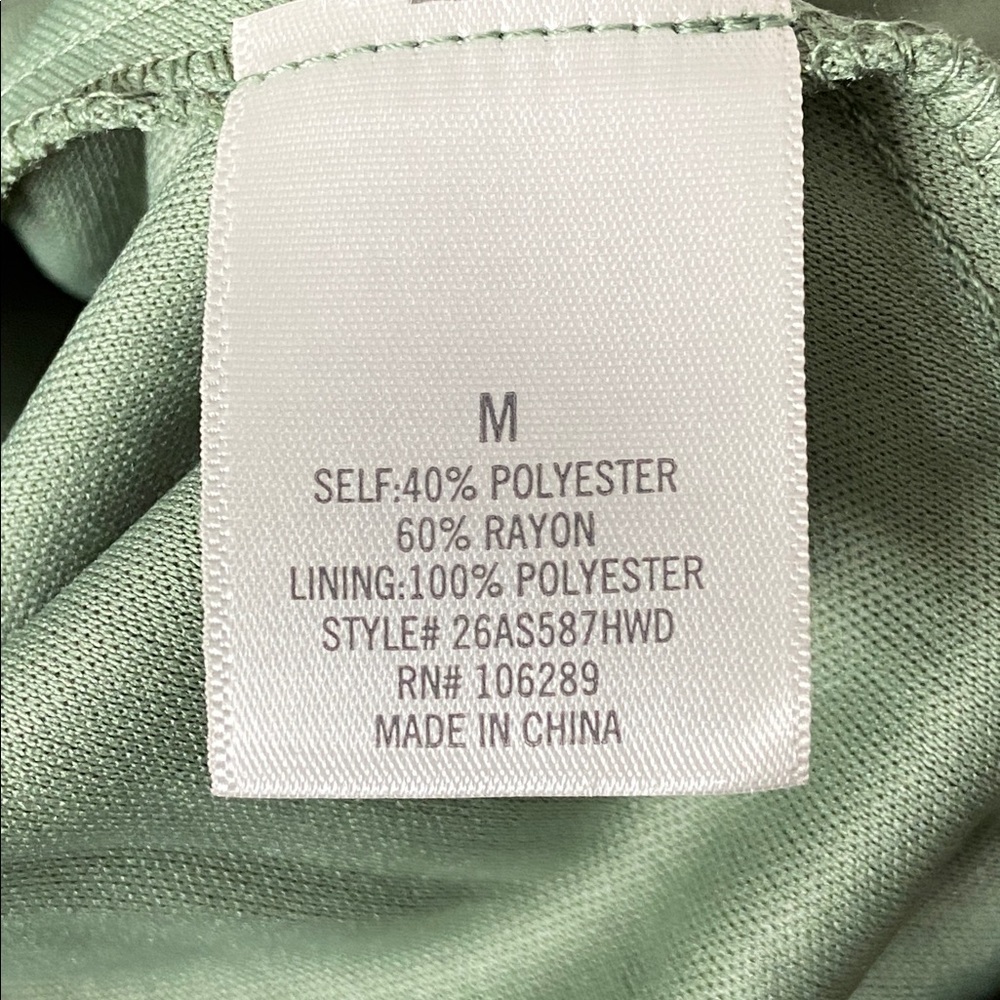 M
SELF:40% POLYESTER
60% RAYON
LINING:100% POLYESTER
STYLE# 26AS587HWD
RN# 106289
MADE IN CHINA